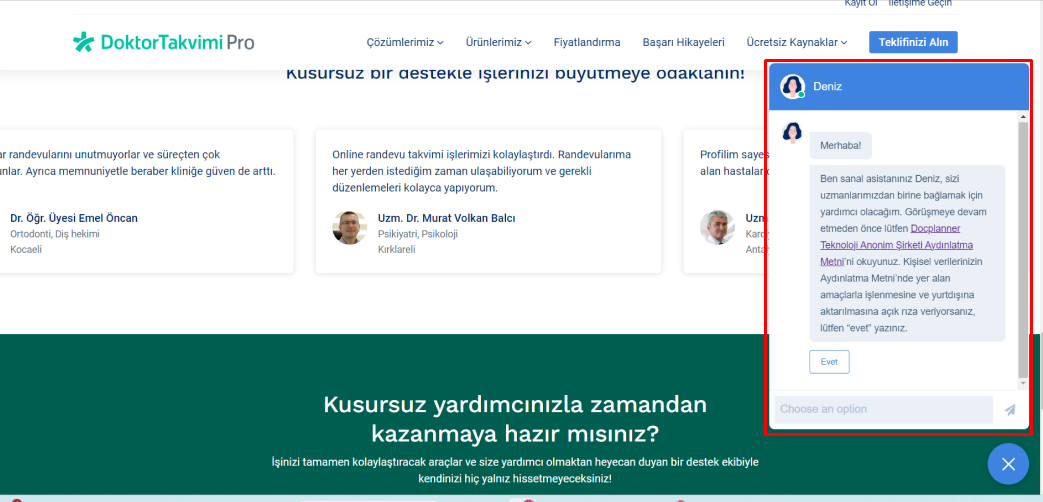 Kayıt Ol İletişime Geçin
DoktorTakvimi Pro
Çözümlerimiz Ürünlerimiz Fiyatlandırma Başarı Hikayeleri Ücretsiz Kaynaklar Teklifinizi Alın
Kusursuz bir destekle işlerinizi büyütmeye odaklanın!
randevularını unutmuyorlar ve süreçten çok
Ayrıca memnuniyetle beraber kliniğe güven de arttı.
Dr. Öğr. Üyesi Emel Öncan
Ortodonti, Diş hekimi
Kocaeli
Online randevu takvimi işlerimizi kolaylaştırdı. Randevularıma
her yerden istediğim zaman ulaşabiliyorum ve gerekli
düzenlemeleri kolayca yapıyorum.
Uzm. Dr. Murat Volkan Balcı
Psikiyatri, Psikoloji
Kırklareli
Profilim
alan hastalar
Deniz
Merhaba!
Ben sanal asistanınız Deniz, sizi
uzmanlarımızdan birine bağlamak için
yardımcı olacağım. Görüşmeye devam
etmeden önce lütfen Docplanner
Teknoloji Anonim Şirketi Aydınlatma
Metni'ni okuyunuz. Kişisel verilerinizin
Aydınlatma Metni'nde yer alan
amaçlarla işlenmesine ve yurtdışına
aktarılmasına açık rıza veriyorsanız,
lütfen "evet" yazınız.
Evet
Choose an option
Kusursuz yardımcınızla zamandan
kazanmaya hazır mısınız?
İşinizi tamamen kolaylaştıracak araçlar ve size yardımcı olmaktan heyecan duyan bir destek ekibiyle
kendinizi hiç yalnız hissetmeyeceksiniz!